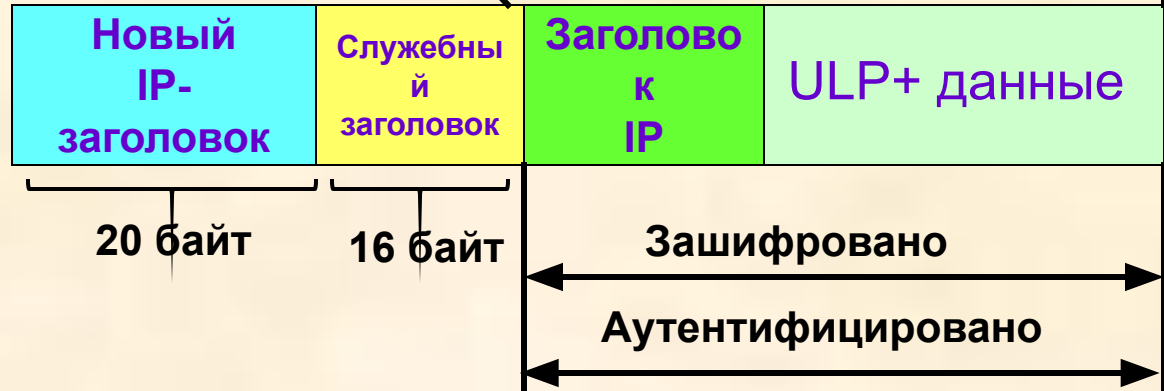 Новый
IP-
заголовок
Служебны
й
заголовок
Заголово
к
IP
ULP+ данные
20 байт
16 байт
Зашифровано
Аутентифицировано